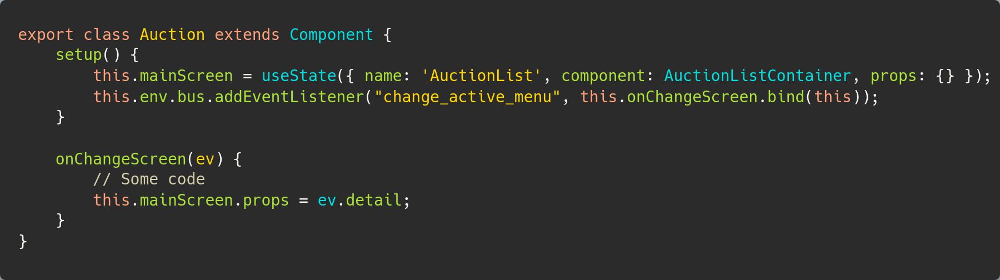 export class Auction extends Component {
    setup() {
        this.mainScreen = useState({ name: 'AuctionList', component: AuctionListContainer, props: {} });
        this.env.bus.addEventListener("change_active_menu", this.onChangeScreen.bind(this));
    }

    onChangeScreen(ev) {
        // Some code
        this.mainScreen.props = ev.detail;
    }
}